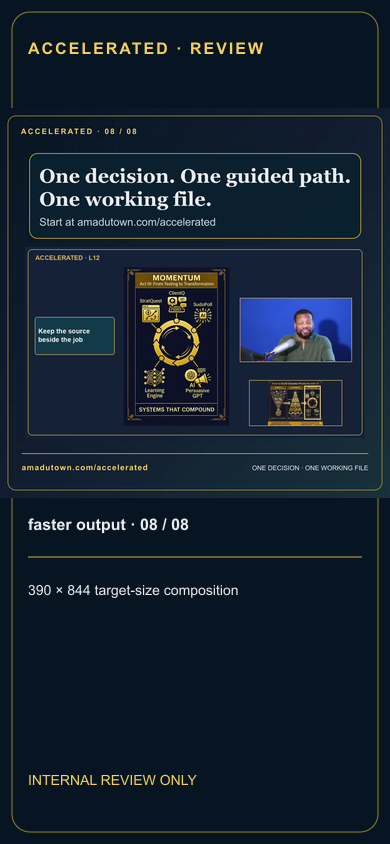 ACCELERATED · REVIEW
ACCELERATED · 08 / 08
One decision. One guided path.
One working file.
Start at amadutown.com/accelerated
ACCELERATED · L12
Keep the source
beside the job
MOMENTUM
Act III: From Testing to Transformation
ClientQ
StratQuest
SudoPoll
AI
Learning
Engine
AI
Persuasive
GPT
SYSTEMS THAT COMPOUND
amadutown.com/accelerated
ONE DECISION · ONE WORKING FILE
faster output · 08 / 08
390 × 844 target-size composition
INTERNAL REVIEW ONLY